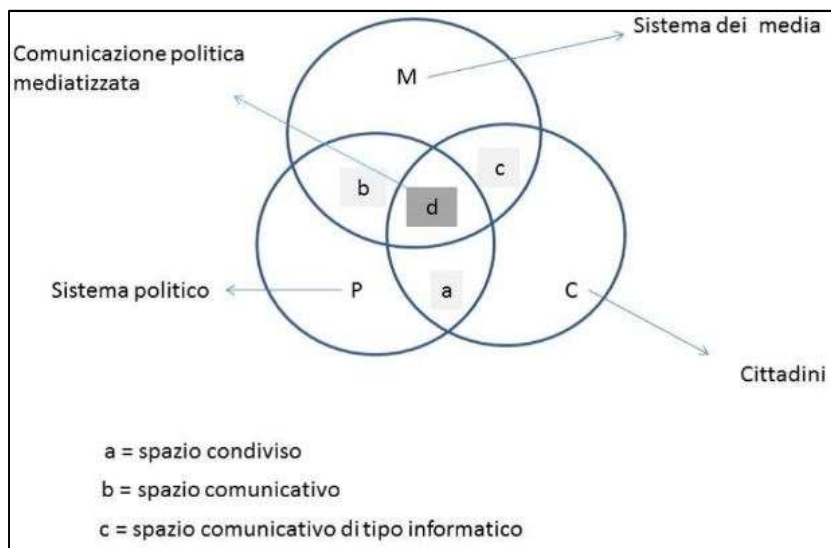 Sistema dei media
Comunicazione politica
mediatizzata
M
c
b
d
Sistema politico
P
a
C
Cittadini
a = spazio condiviso
b = spazio comunicativo
c = spazio comunicativo di tipo informatico